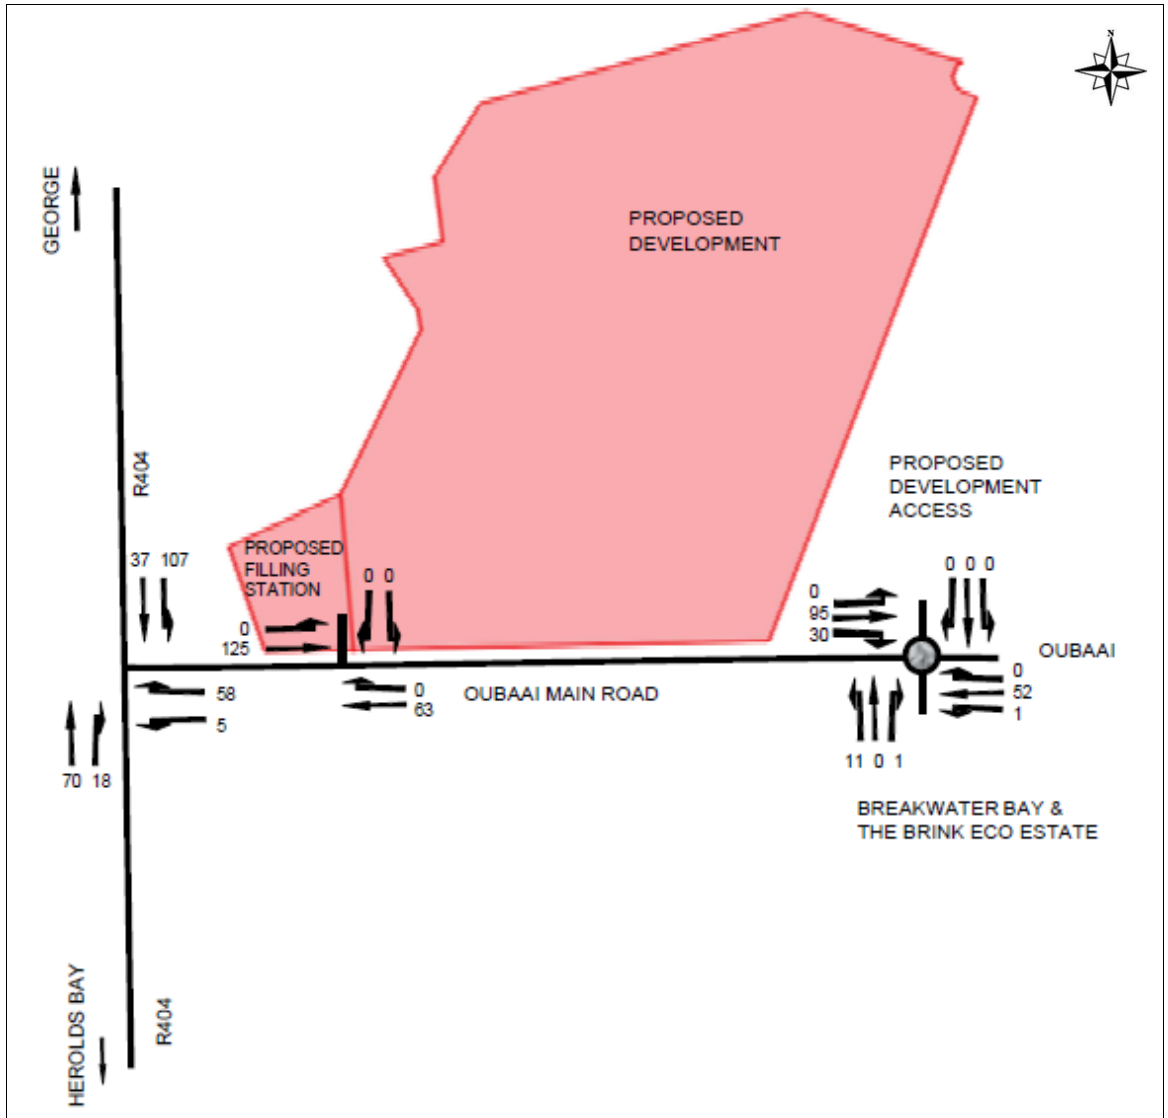 N
GEORGE
PROPOSED
DEVELOPMENT
R404
PROPOSED
DEVELOPMENT
ACCESS
37 107
PROPOSED
FILLING
STATION
0 0
0 0 0
0
95
30
0
125
OUBAAI
58
5
0
63
OUBAAI MAIN ROAD
0
52
1
70 18
11 0 1
BREAKWATER BAY &
THE BRINK ECO ESTATE
HEROLDS BAY
R404